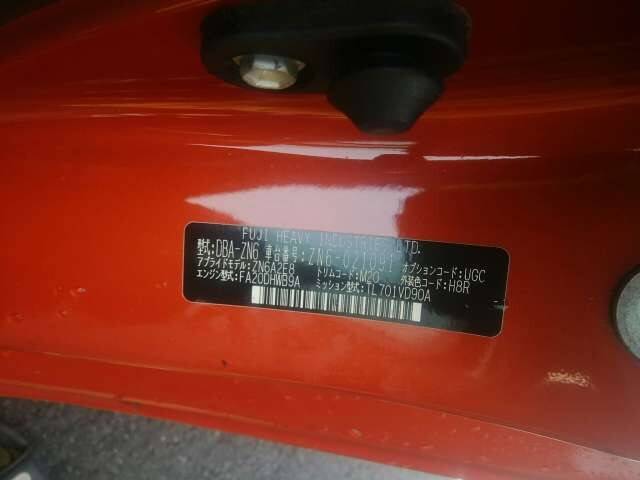 FUJI HEAVY INDUSTRIES LTD.
型式:DBA-ZN6 車台番号 ZN6-021091 オプションコード:UGC
アプライドモデル:ZN6A2E8 トリムコード:M20 外装色コード:H8R
エンジン型式:FA20DHWB9A ミッション型式:TL701VD90A